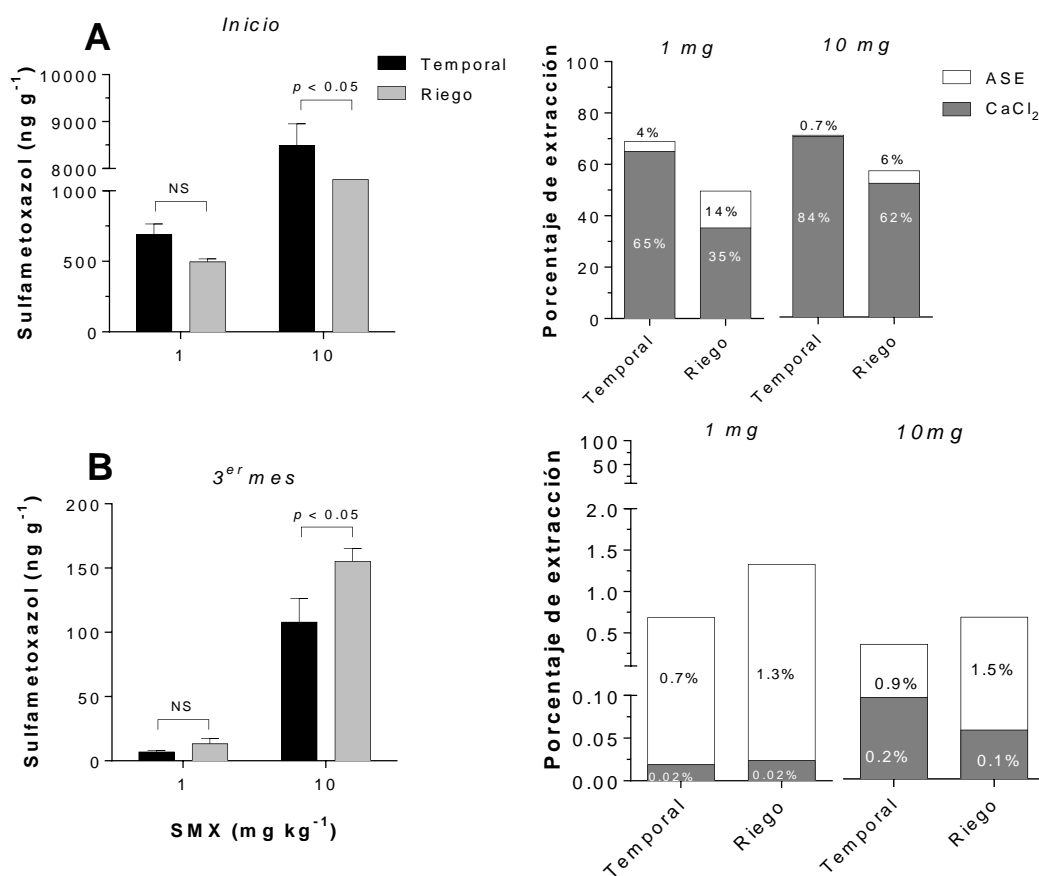 A
Inicio
Sulfametoxazol (ng g⁻¹)
10000
9000
8000
1000
500
0
NS
p < 0.05
Temporal
Riego
1
10
1 mg
10 mg
Porcentaje de extracción
100
80
60
40
20
0
4%
65%
14%
35%
0.7%
84%
6%
62%
ASE
CaCl₂
Temporal
Riego
Temporal
Riego
B
3ᵉʳ mes
Sulfametoxazol (ng g⁻¹)
200
150
100
50
0
NS
p < 0.05
1
10
SMX (mg kg⁻¹)
1 mg
10mg
Porcentaje de extracción
100
50
2.0
1.5
1.0
0.5
0.10
0.05
0.00
0.7%
0.02%
1.3%
0.02%
0.9%
0.2%
1.5%
0.1%
Temporal
Riego
Temporal
Riego